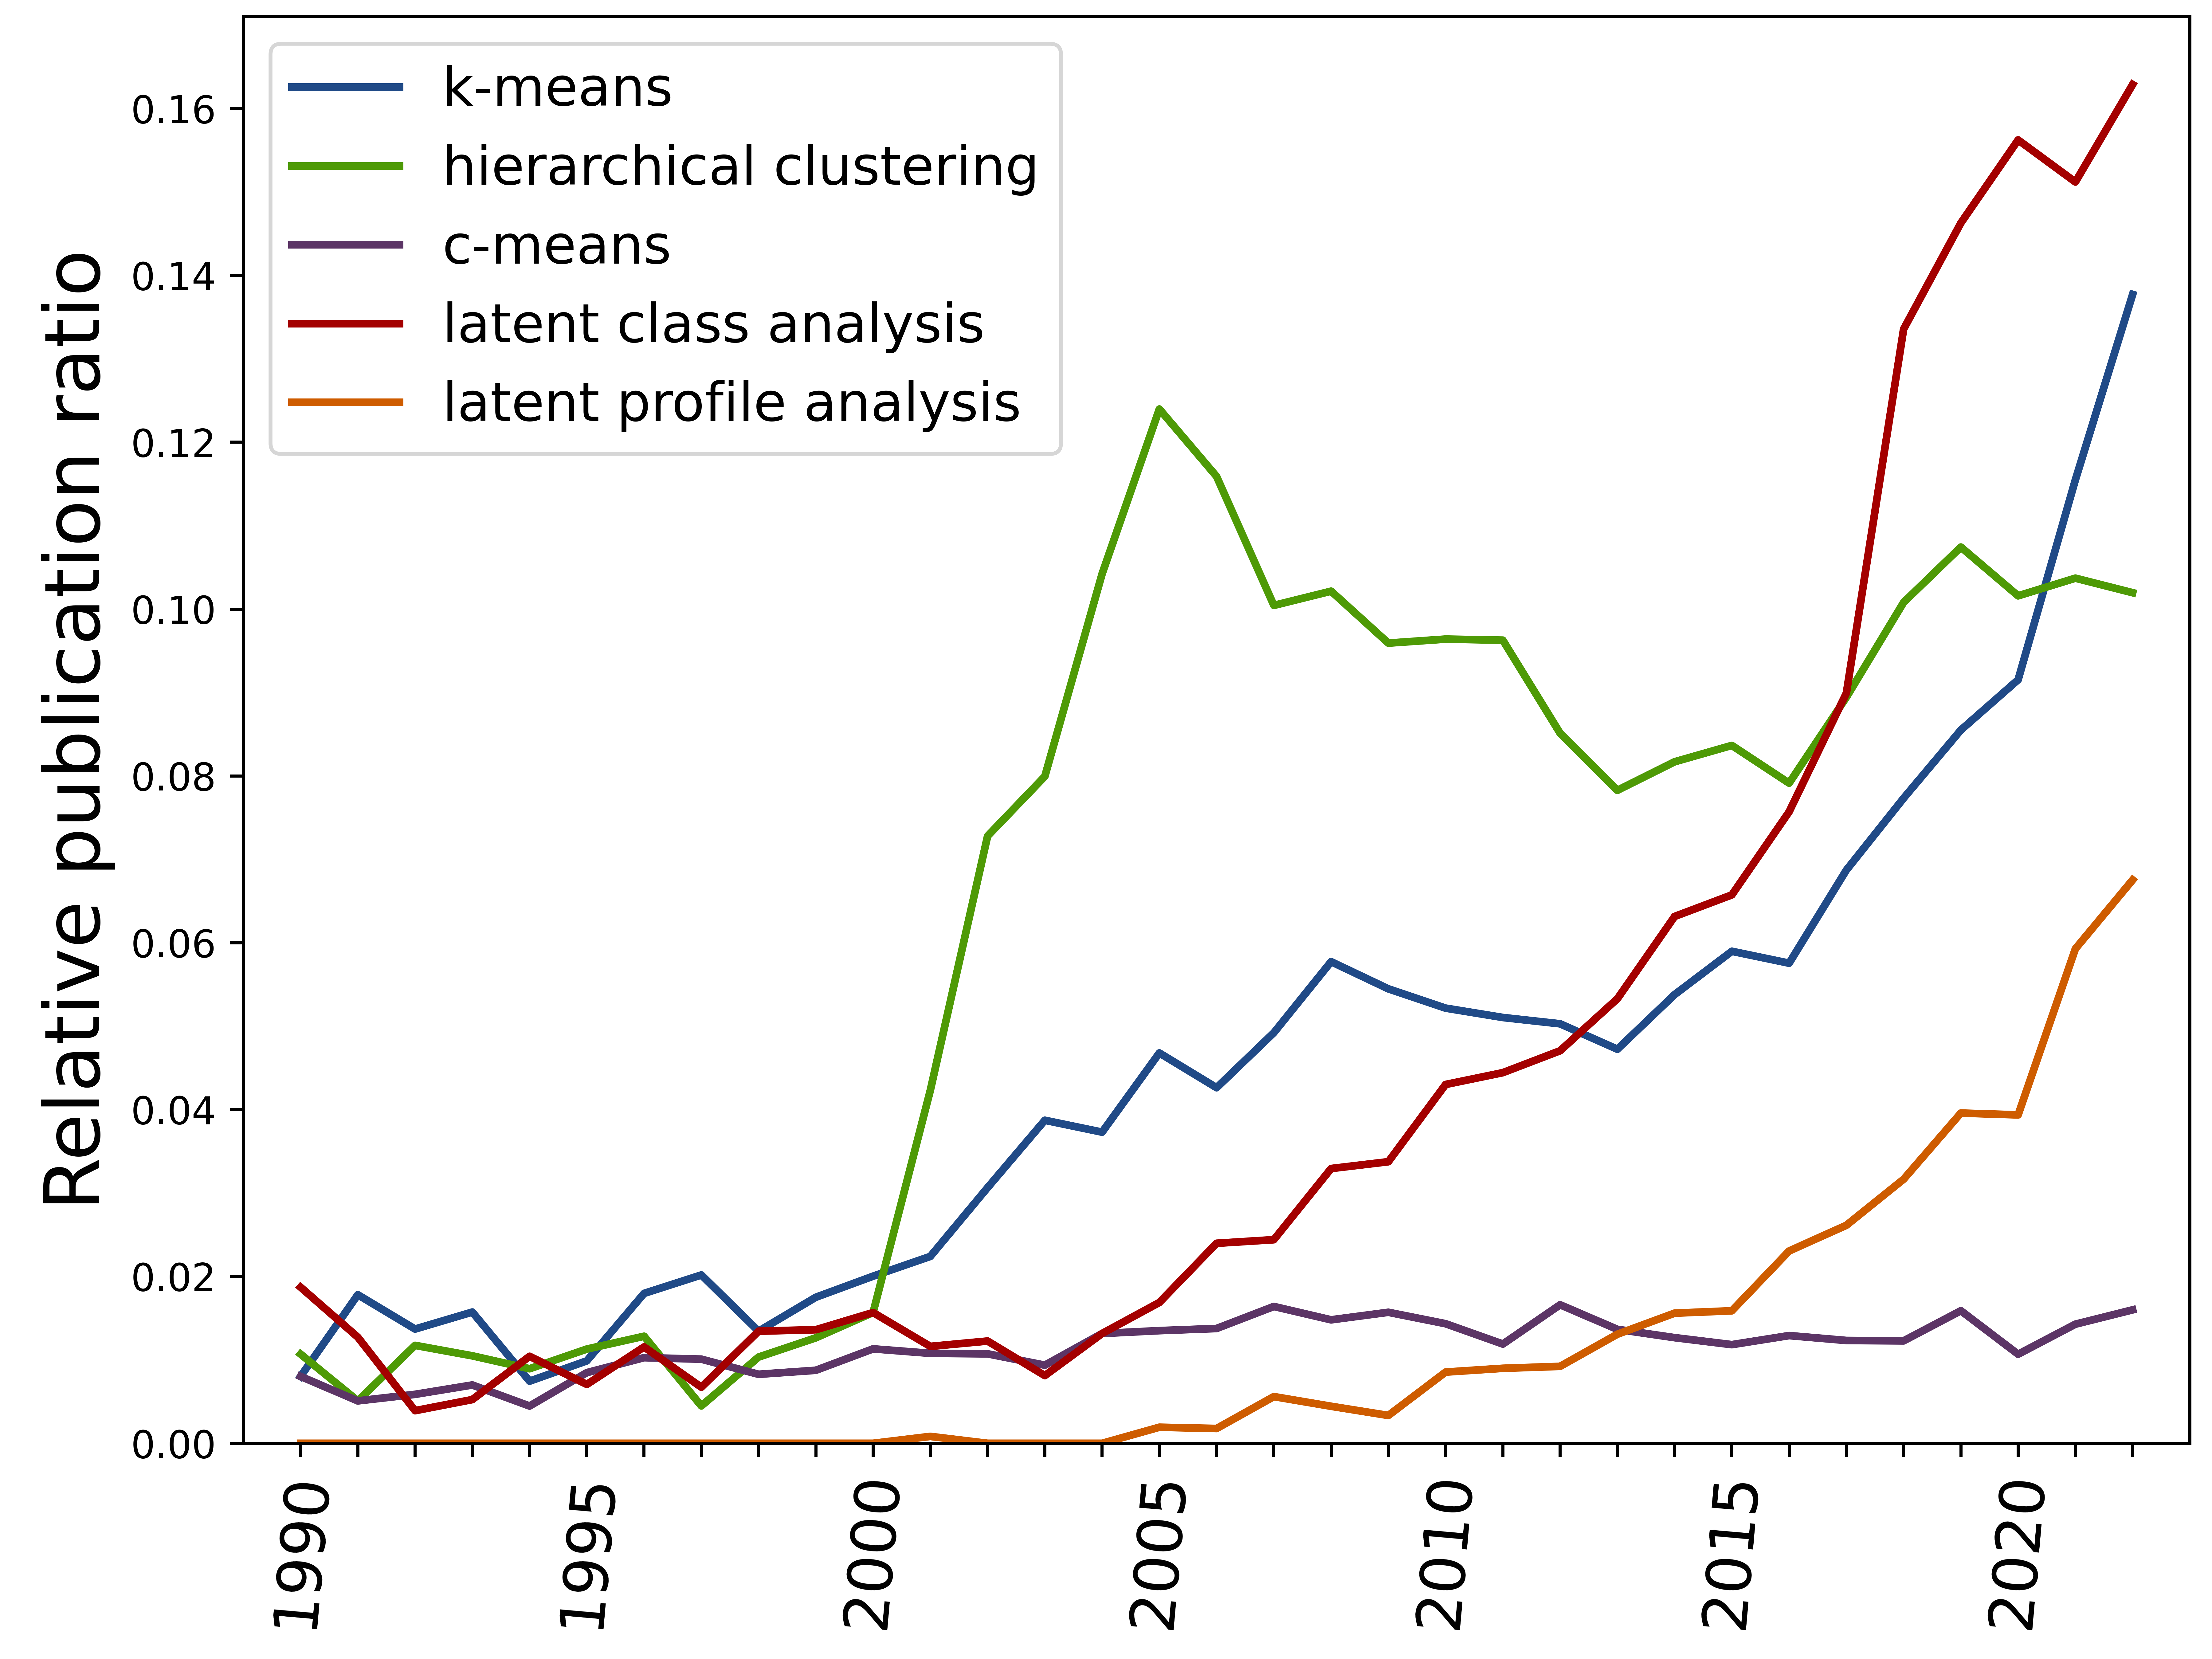 k-means
hierarchical clustering
c-means
latent class analysis
latent profile analysis
Relative publication ratio
0.16
0.14
0.12
0.10
0.08
0.06
0.04
0.02
0.00
1990
1995
2000
2005
2010
2015
2020